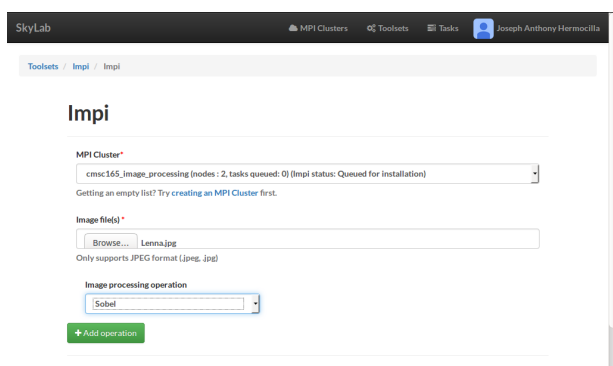 SkyLab MPI Clusters Toolsets Tasks Joseph Anthony Hermocilla
Toolsets / Impi / Impi
Impi
MPI Cluster*
cmsc165_image_processing (nodes : 2, tasks queued: 0) (Impi status: Queued for installation)
Getting an empty list? Try creating an MPI Cluster first.
Image file(s) *
Browse... Lenna.jpg
Only supports JPEG format (.jpeg, .jpg)
Image processing operation
Sobel
+ Add operation